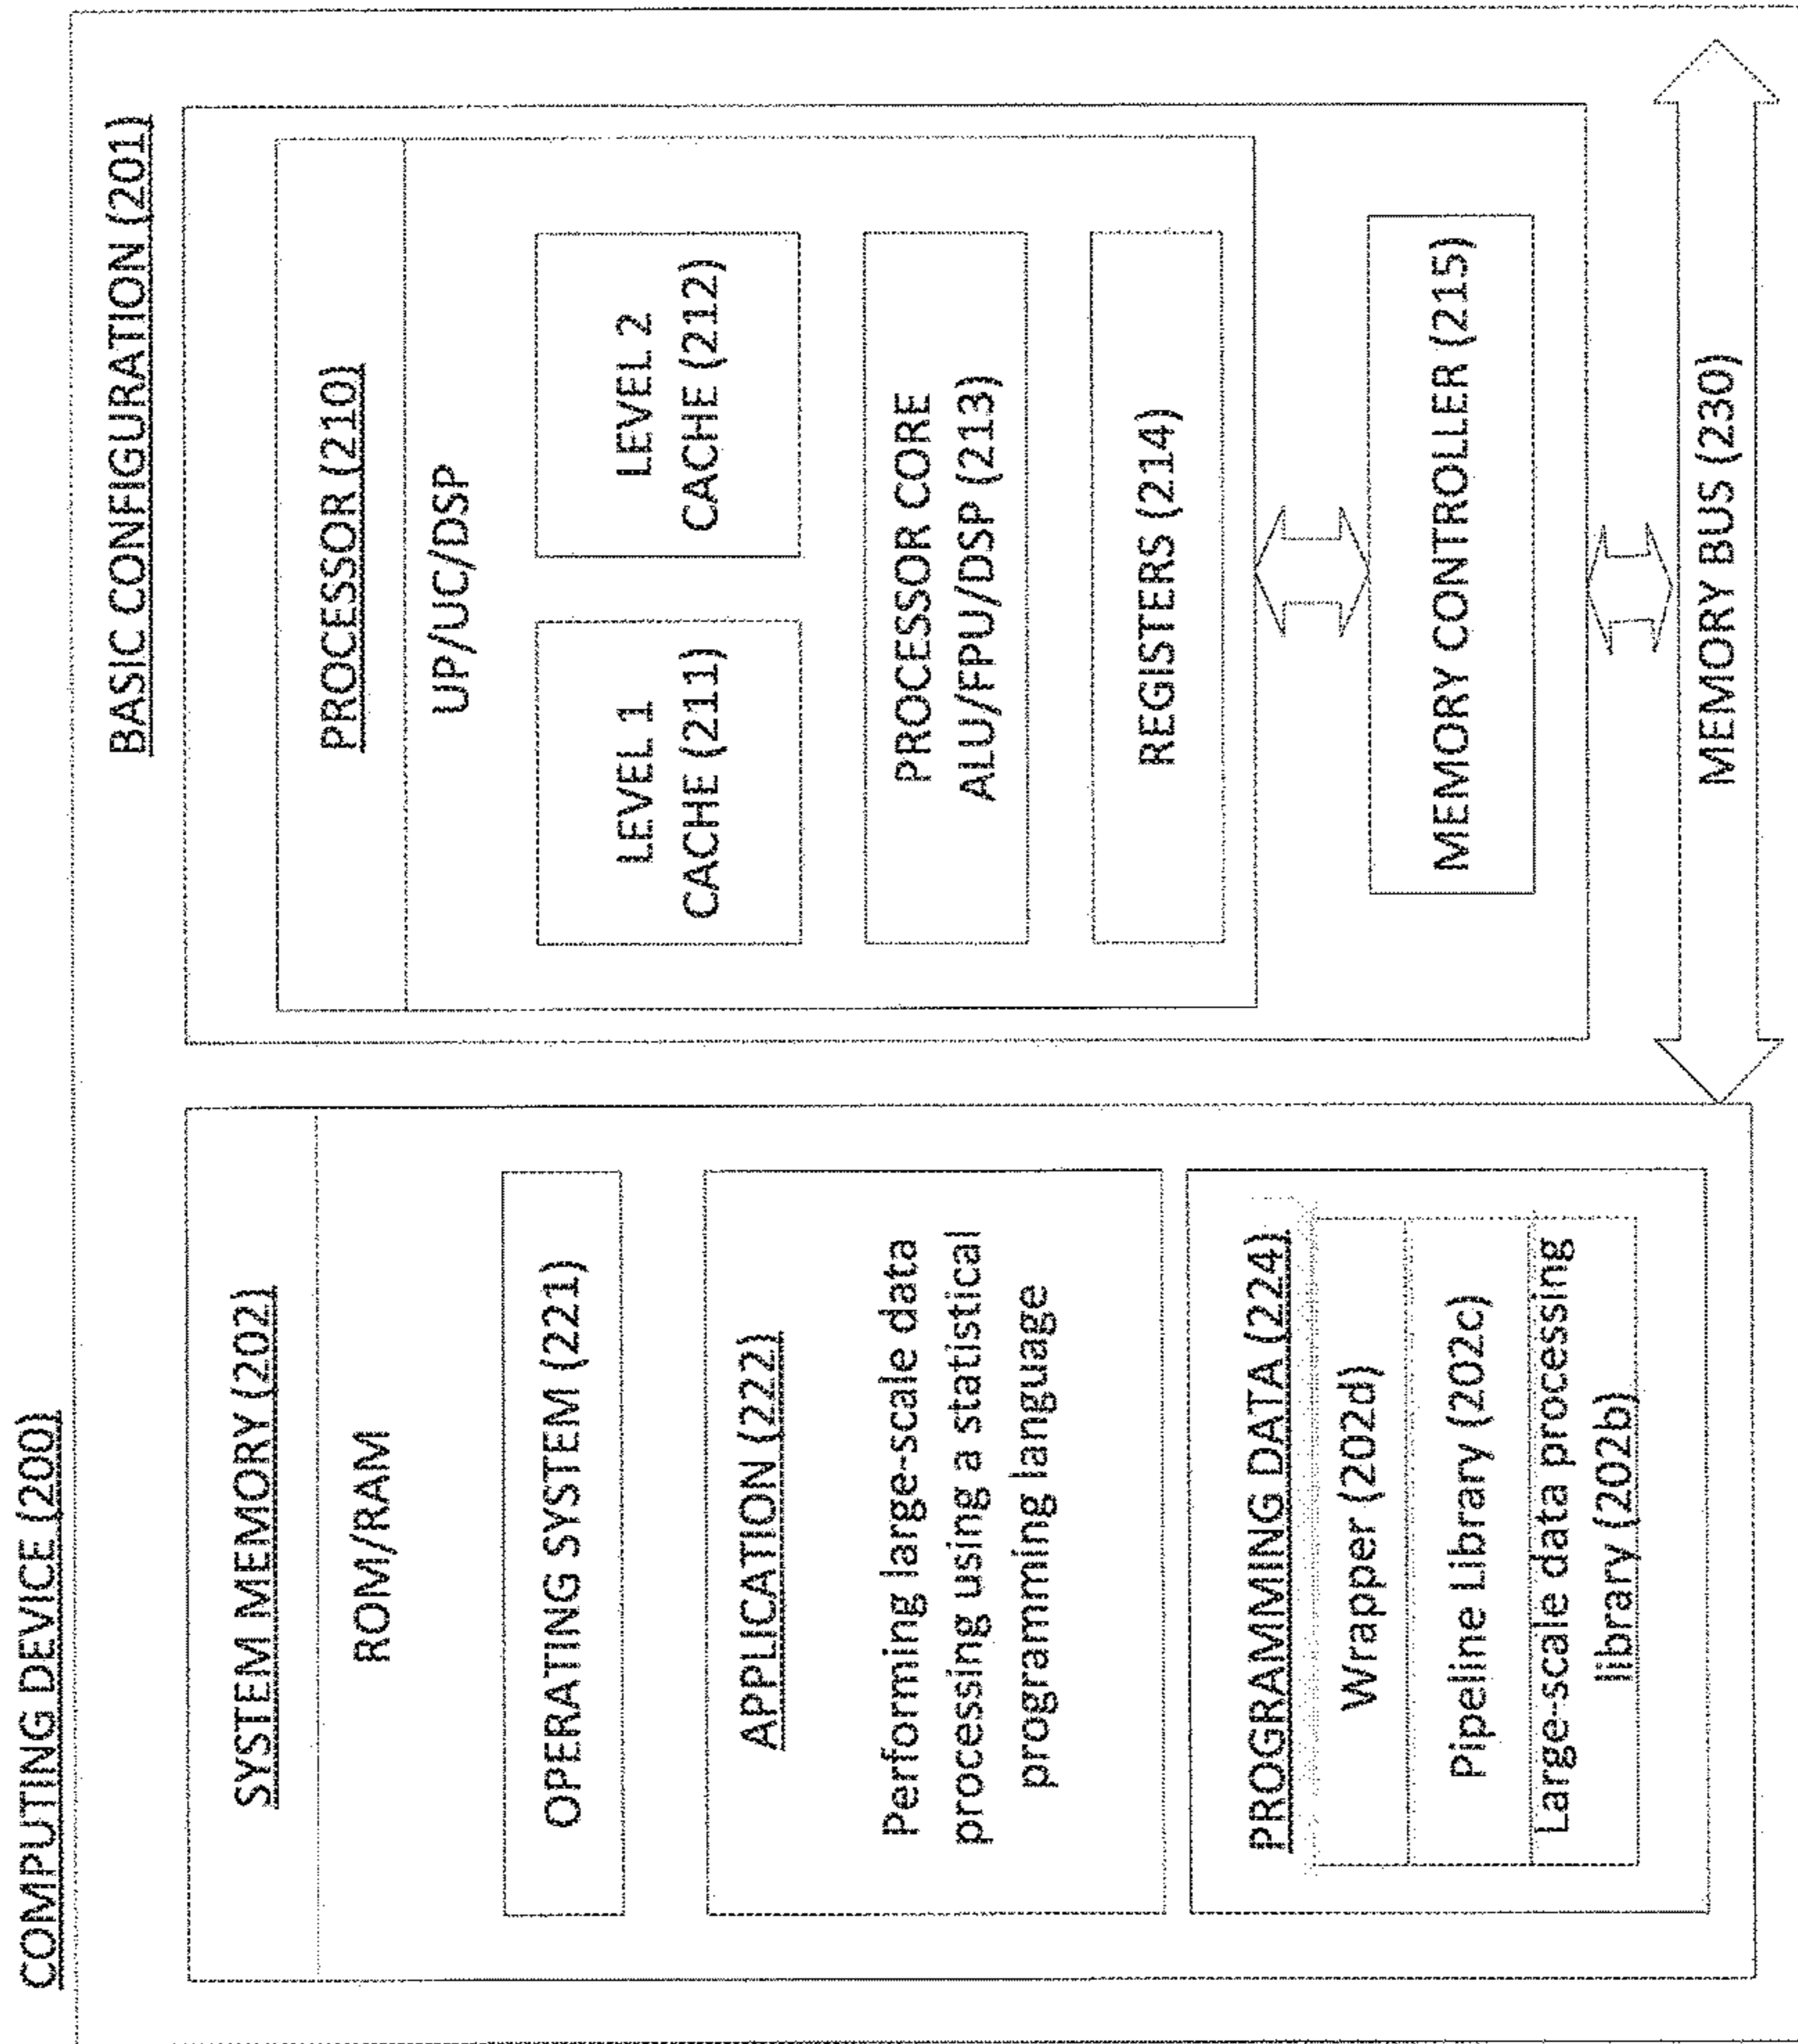 COMPUTING DEVICE (200)
SYSTEM MEMORY (202)
ROM/RAM
OPERATING SYSTEM (221)
APPLICATION (222)
Performing large-scale data
processing using a statistical
programming language
PROGRAMMING DATA (224)
Wrapper (202d)
Pipeline Library (202c)
Large-scale data processing
library (202b)
BASIC CONFIGURATION (201)
PROCESSOR (210)
UP/UC/DSP
LEVEL 1
CACHE (211)
LEVEL 2
CACHE (212)
PROCESSOR CORE
ALU/FPU/DSP (213)
REGISTERS (214)
MEMORY CONTROLLER (215)
MEMORY BUS (230)